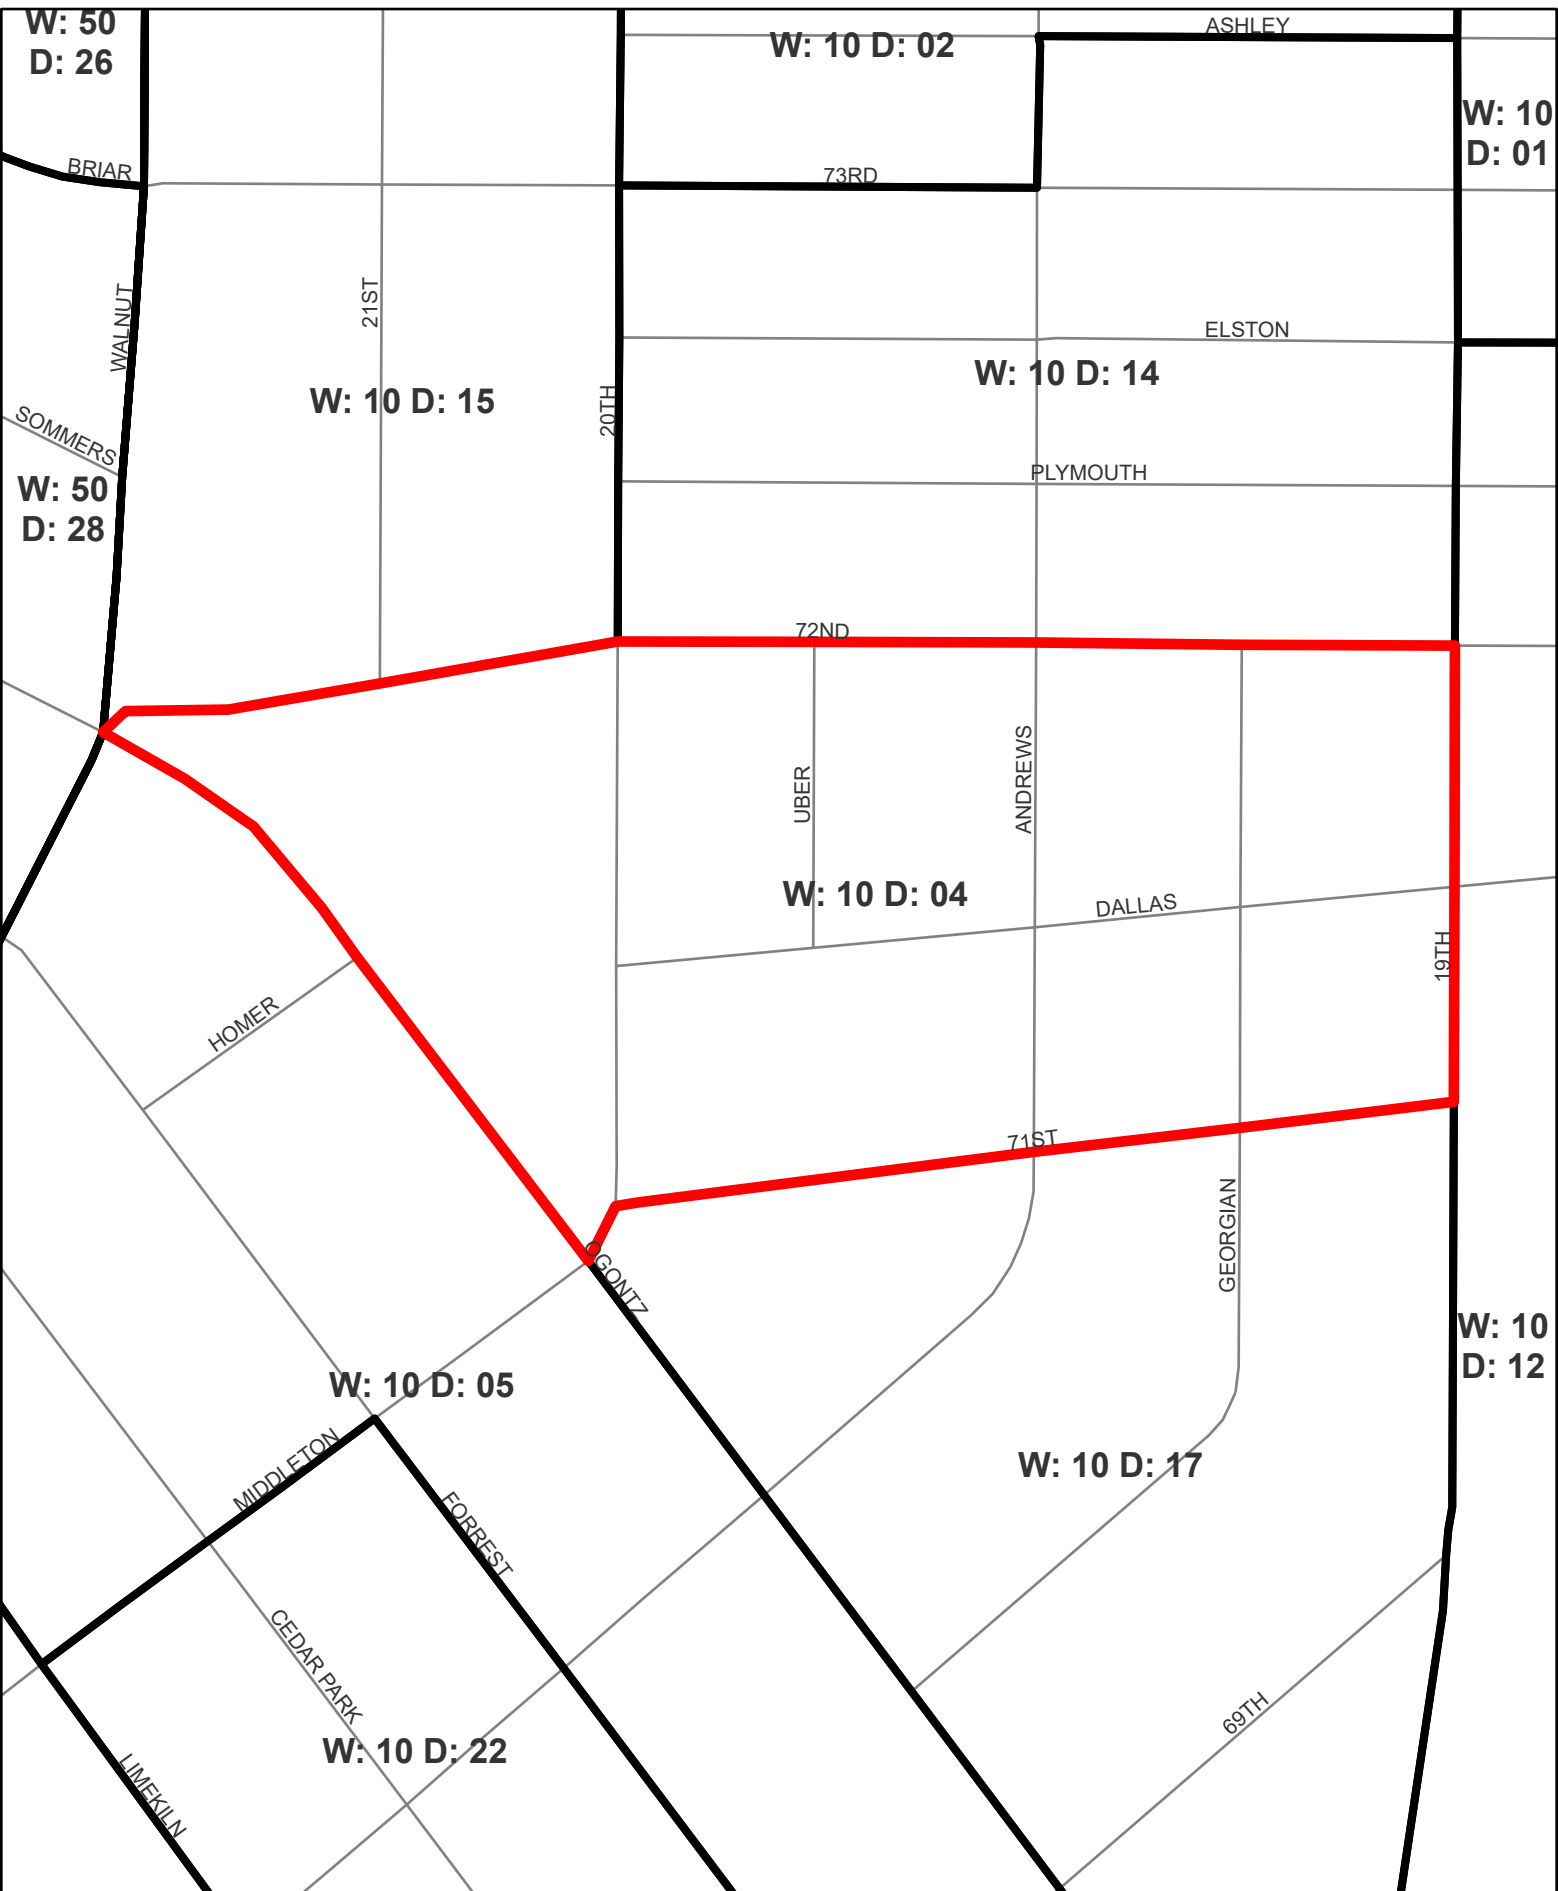 W: 50
D: 26
W: 10 D: 02
ASHLEY
W: 10
D: 01
BRIAR
73RD
WALNUT
21ST
20TH
ELSTON
W: 10 D: 14
W: 10 D: 15
SOMMERS
PLYMOUTH
W: 50
D: 28
72ND
UBER
ANDREWS
W: 10 D: 04
DALLAS
19TH
HOMER
71ST
GEORGIAN
OGONTZ
W: 10
D: 12
W: 10 D: 05
MIDDLETON
FORREST
W: 10 D: 17
CEDAR PARK
69TH
W: 10 D: 22
LIMEKILN